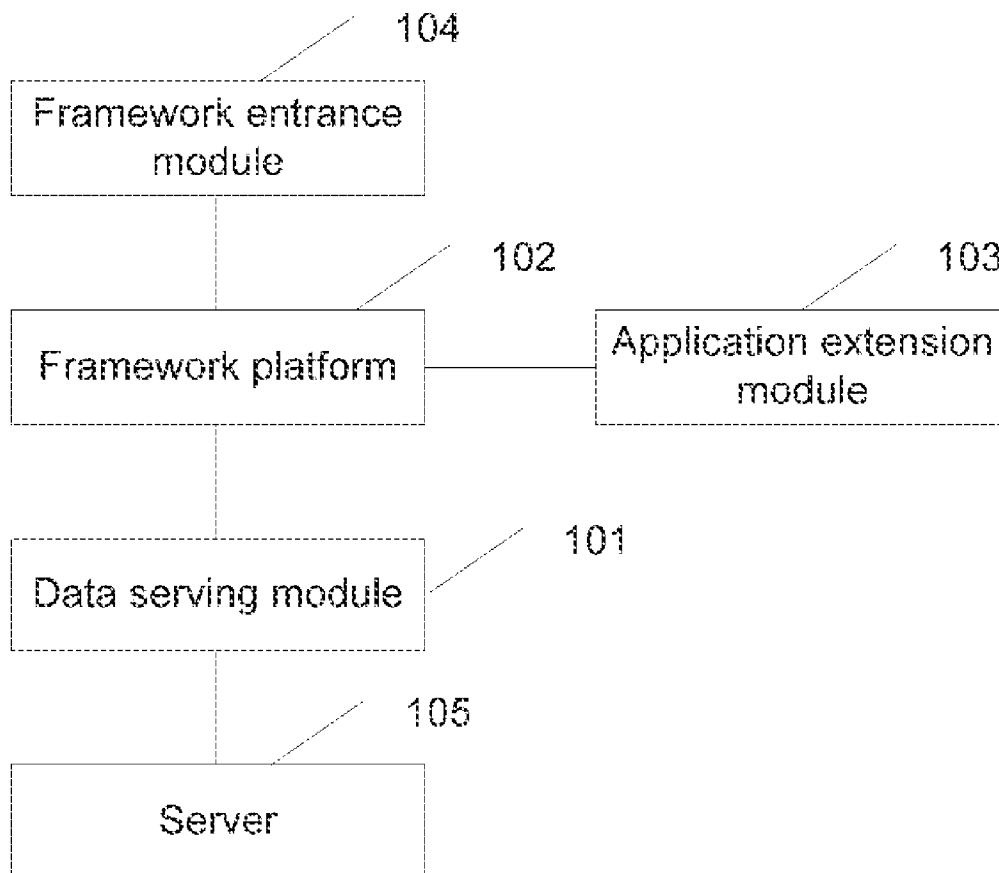 104
Framework entrance
module
102
103
Framework platform
Application extension
module
101
Data serving module
105
Server